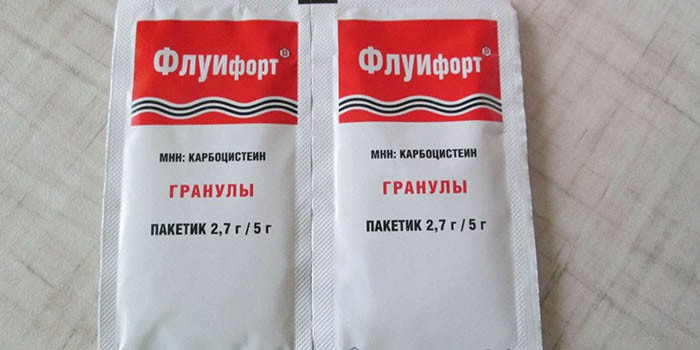 Флуифорт®
МНН: КАРБОЦИСТЕИН
ГРАНУЛЫ
ПАКЕТИК 2,7 г / 5 г
Флуифорт®
МНН: КАРБОЦИСТЕИН
ГРАНУЛЫ
ПАКЕТИК 2,7 г / 5 г